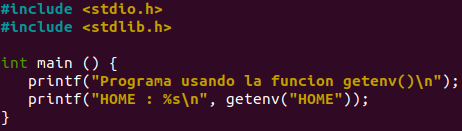 #include <stdio.h>
#include <stdlib.h>

int main () {
   printf("Programa usando la funcion getenv()\n");
   printf("HOME : %s\n", getenv("HOME"));
}